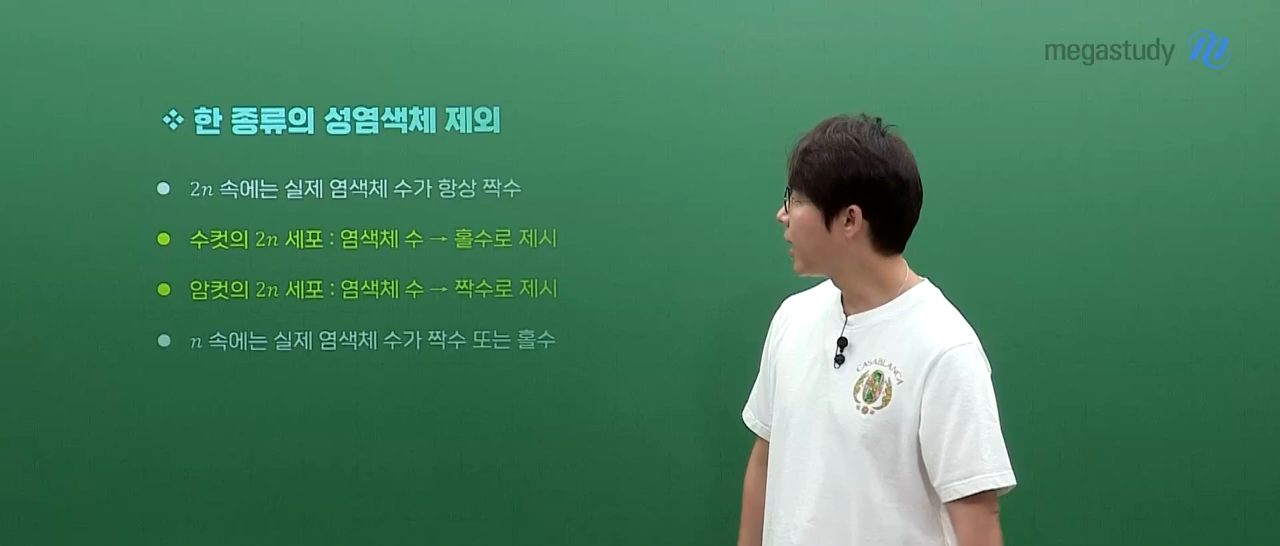 megastudy
❖ 한 종류의 성염색체 제외
● 2n 속에는 실제 염색체 수가 항상 짝수
● 수컷의 2n 세포 : 염색체 수 → 홀수로 제시
● 암컷의 2n 세포 : 염색체 수 → 짝수로 제시
● n 속에는 실제 염색체 수가 짝수 또는 홀수
CASABLANCA